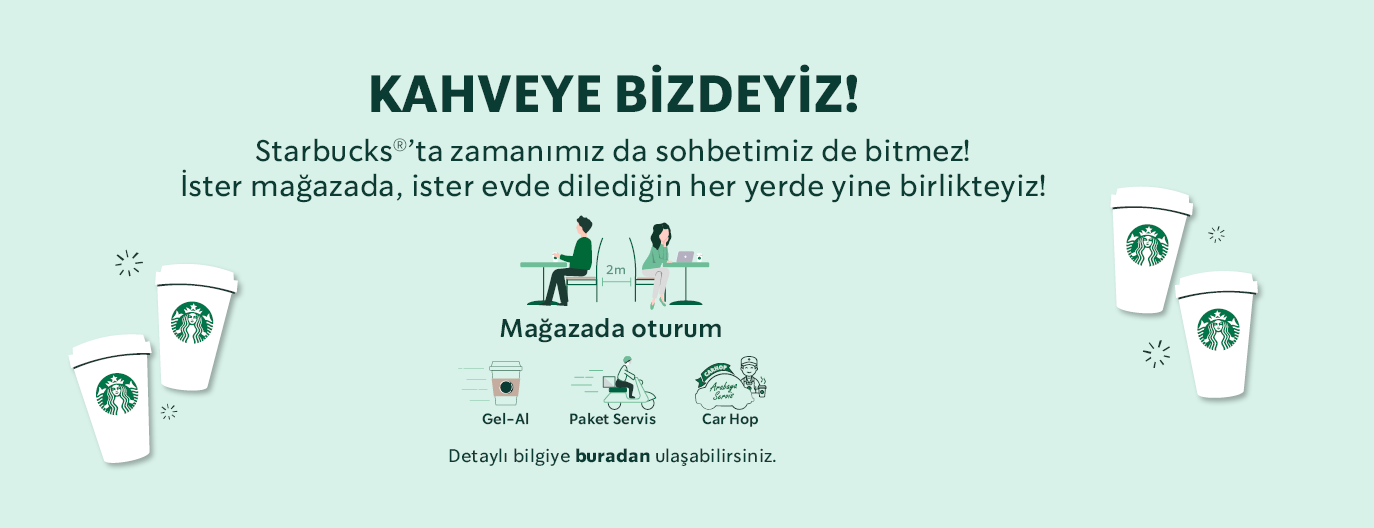 KAHVEYE BİZDEYİZ!
Starbucks®’ta zamanımız da sohbetimiz de bitmez!
İster mağazada, ister evde dilediğin her yerde yine birlikteyiz!
2m
Mağazada oturum
CARHOP
Arabaya
Servis
Gel-Al
Paket Servis
Car Hop
Detaylı bilgiye buradan ulaşabilirsiniz.